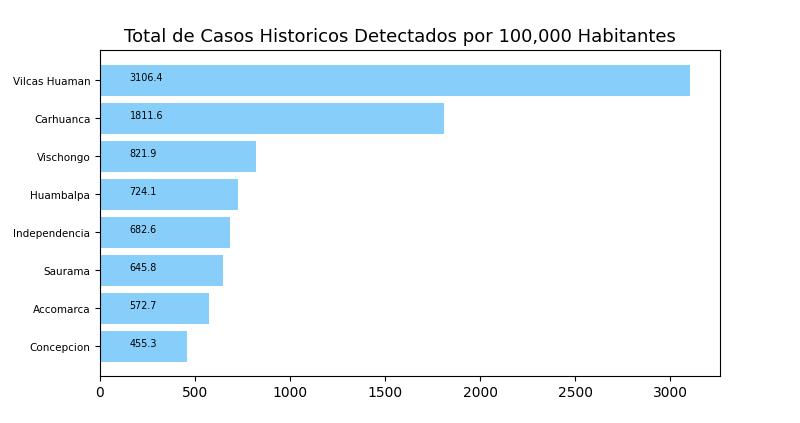 Total de Casos Historicos Detectados por 100,000 Habitantes
Vilcas Huaman 3106.4
Carhuanca 1811.6
Vischongo 821.9
Huambalpa 724.1
Independencia 682.6
Saurama 645.8
Accomarca 572.7
Concepcion 455.3
0 500 1000 1500 2000 2500 3000